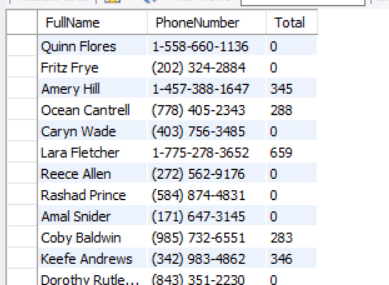 FullName PhoneNumber Total
Quinn Flores 1-558-660-1136 0
Fritz Frye (202) 324-2884 0
Amery Hill 1-457-388-1647 345
Ocean Cantrell (778) 405-2343 288
Caryn Wade (403) 756-3485 0
Lara Fletcher 1-775-278-3652 659
Reece Allen (272) 562-9176 0
Rashad Prince (584) 874-4831 0
Amal Snider (171) 647-3145 0
Coby Baldwin (985) 732-6551 283
Keefe Andrews (342) 983-4862 346
Dorothy Rutle... (843) 351-2230 0